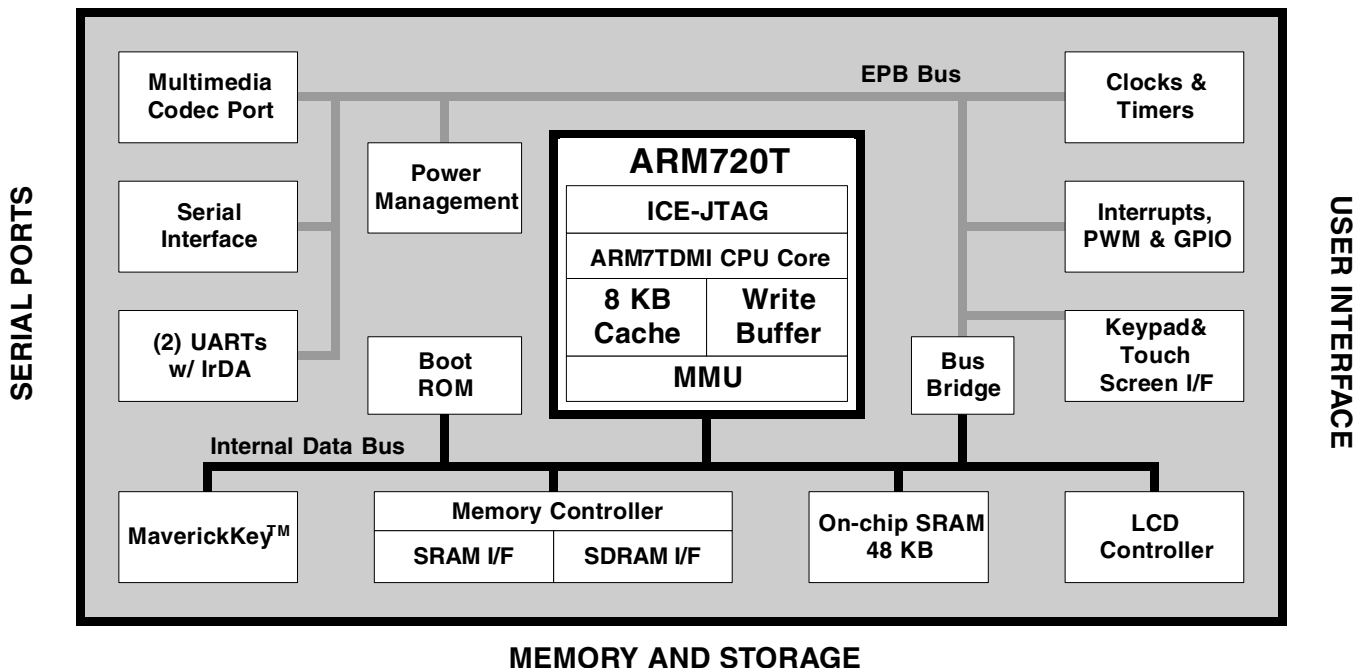 SERIAL PORTS
Multimedia
Codec Port
EPB Bus
Clocks &
Timers
Power
Management
ARM720T
ICE-JTAG
ARM7TDMI CPU Core
8 KB
Cache
Write
Buffer
MMU
Serial
Interface
Interrupts,
PWM & GPIO
(2) UARTs
w/ IrDA
Boot
ROM
Bus
Bridge
Keypad&
Touch
Screen I/F
Internal Data Bus
MaverickKey™
Memory Controller
SRAM I/F
SDRAM I/F
On-chip SRAM
48 KB
LCD
Controller
USER INTERFACE
MEMORY AND STORAGE